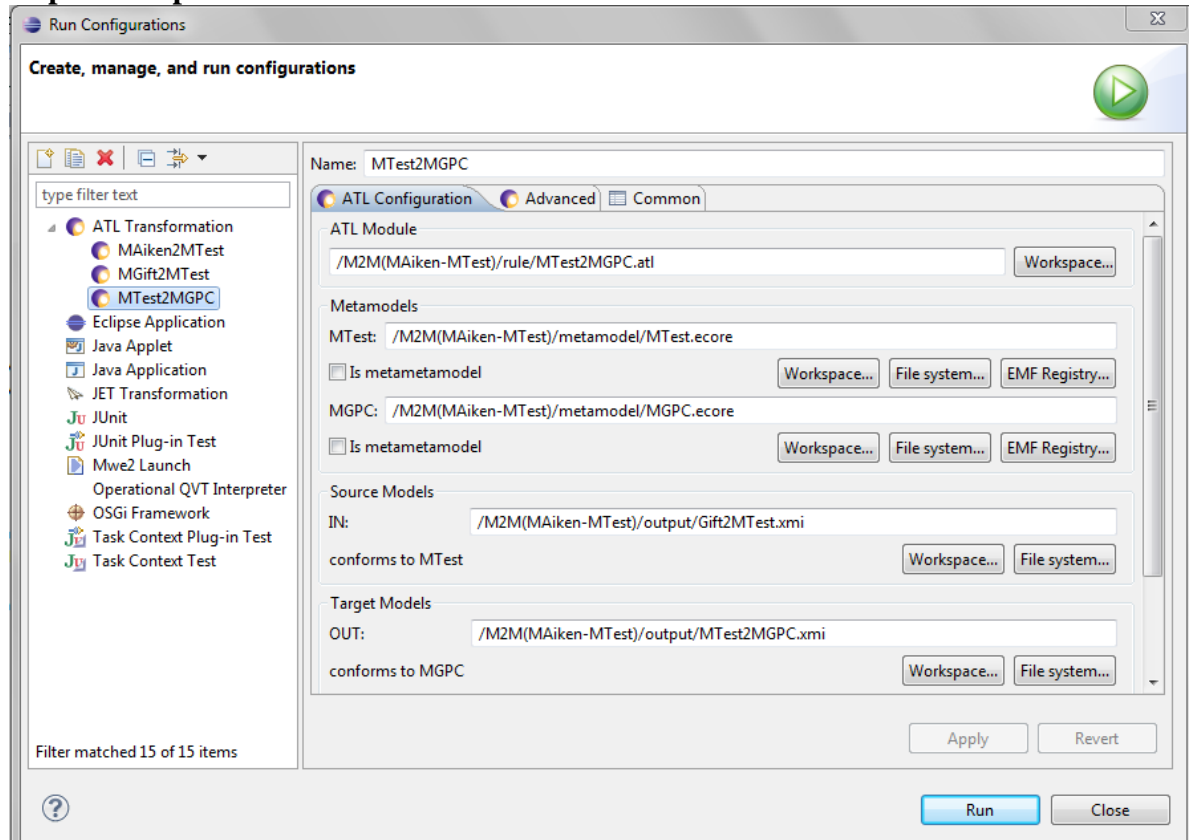 Run Configurations
Create, manage, and run configurations
type filter text
ATL Transformation
MAiken2MTest
MGift2MTest
MTest2MGPC
Eclipse Application
Java Applet
Java Application
JET Transformation
JUnit
JUnit Plug-in Test
Mwe2 Launch
Operational QVT Interpreter
OSGi Framework
Task Context Plug-in Test
Task Context Test
Filter matched 15 of 15 items
Name: MTest2MGPC
ATL Configuration Advanced Common
ATL Module
/M2M(MAiken-MTest)/rule/MTest2MGPC.atl Workspace...
Metamodels
MTest: /M2M(MAiken-MTest)/metamodel/MTest.ecore
Is metametamodel Workspace... File system... EMF Registry...
MGPC: /M2M(MAiken-MTest)/metamodel/MGPC.ecore
Is metametamodel Workspace... File system... EMF Registry...
Source Models
IN: /M2M(MAiken-MTest)/output/Gift2MTest.xmi
conforms to MTest Workspace... File system...
Target Models
OUT: /M2M(MAiken-MTest)/output/MTest2MGPC.xmi
conforms to MGPC Workspace... File system...
Apply Revert
Run Close